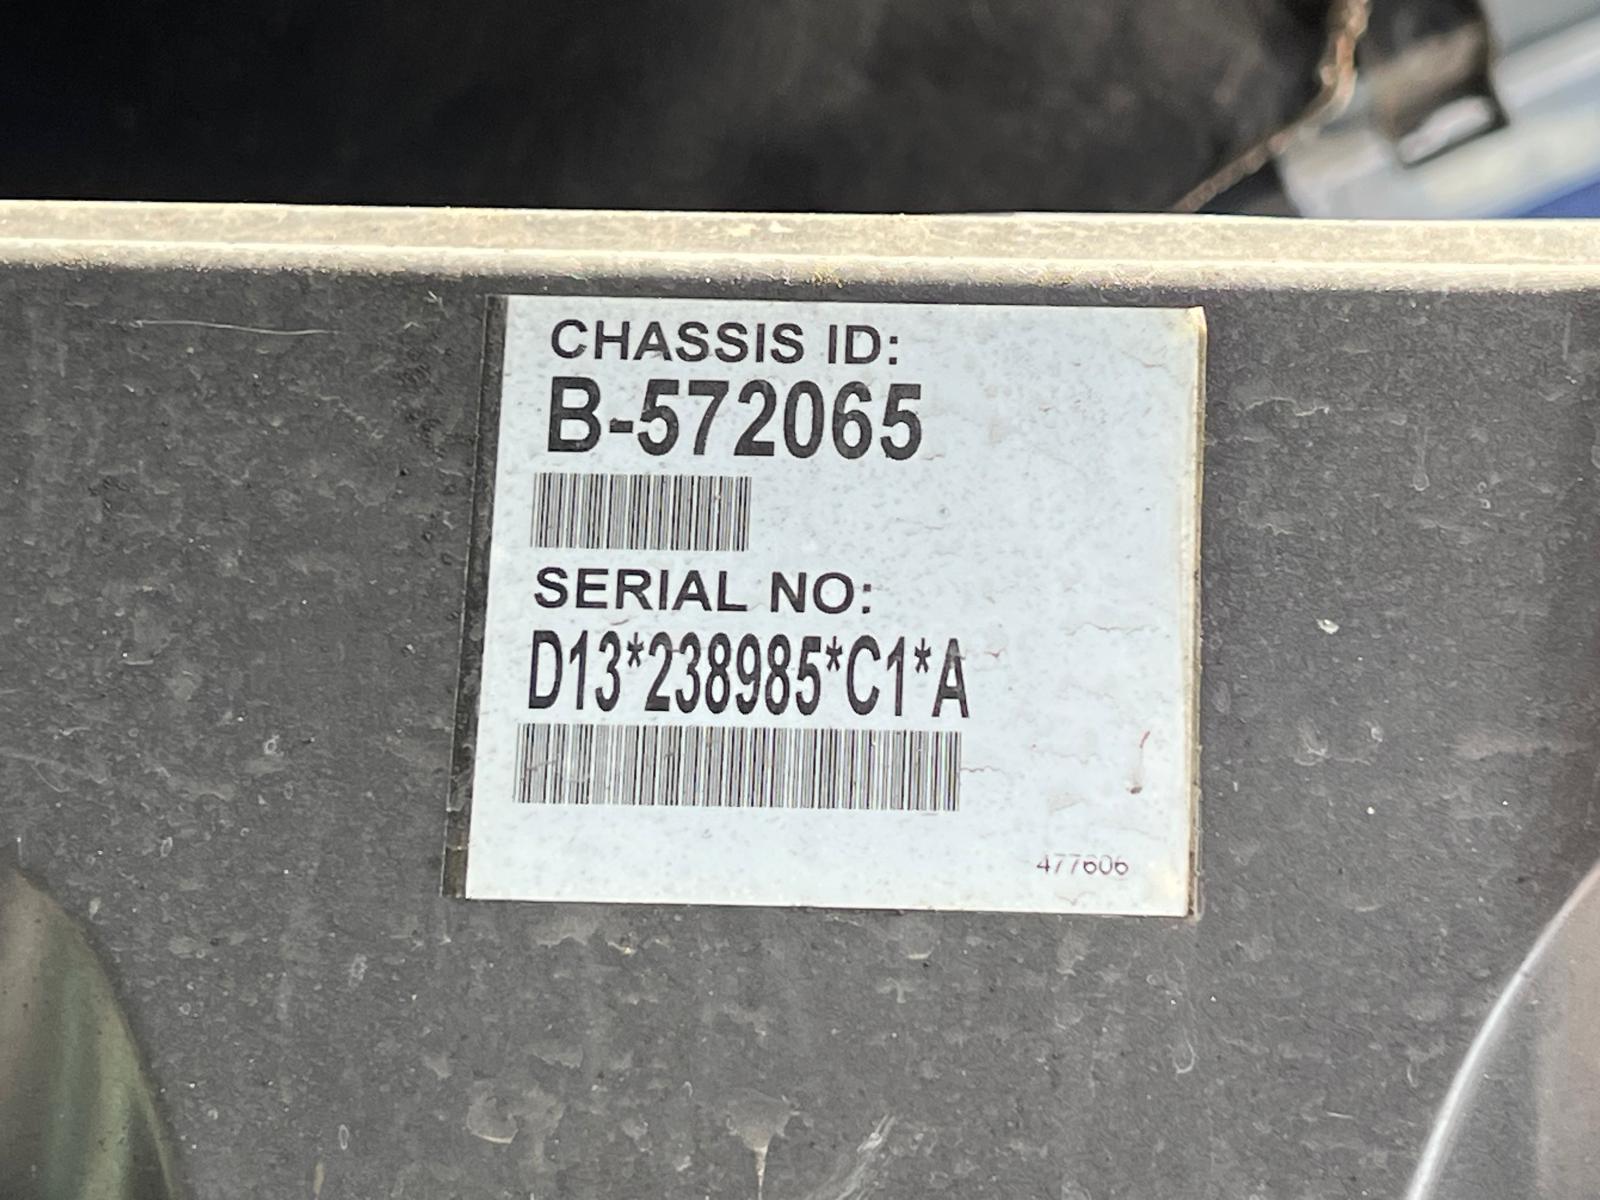 CHASSIS ID:
B-572065
SERIAL NO:
D13*238985*C1*A
477606